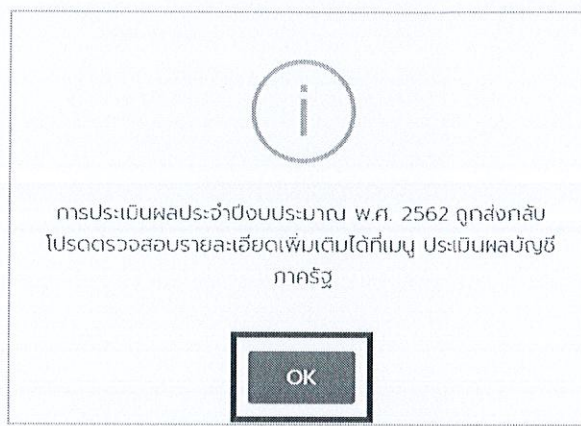 i
การประเมินผลประจำปีงบประมาณ พ.ศ. 2562 ถูกส่งกลับ
โปรดตรวจสอบรายละเอียดเพิ่มเติมได้ที่เมนู ประเมินผลบัญชี
ภาครัฐ
OK